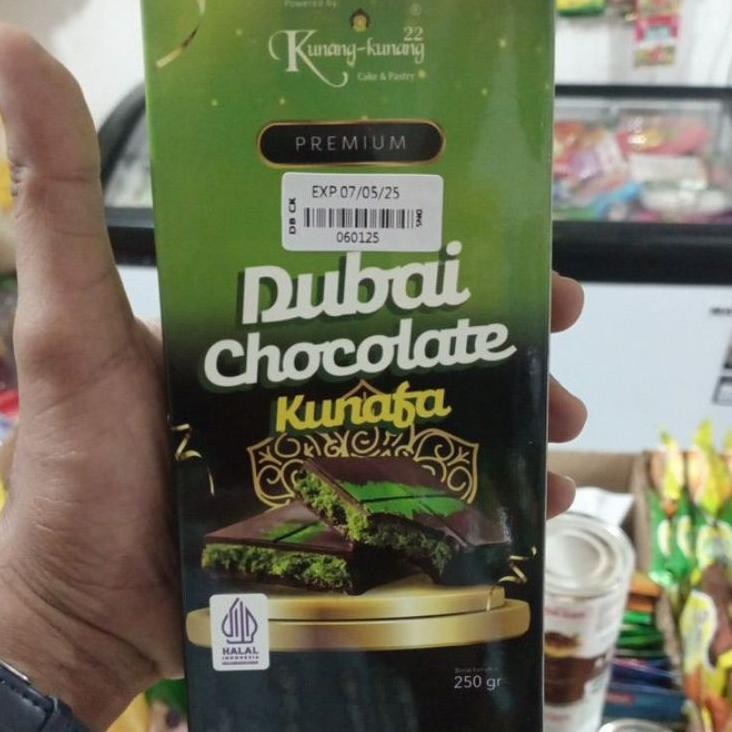 Powered by
22
Kunang-kunang
®
Cake & Pastry
PREMIUM
EXP.07/05/25
DB CK
060125
Dubai
Chocolate
Kunafa
HALAL
INDONESIA
250 gr